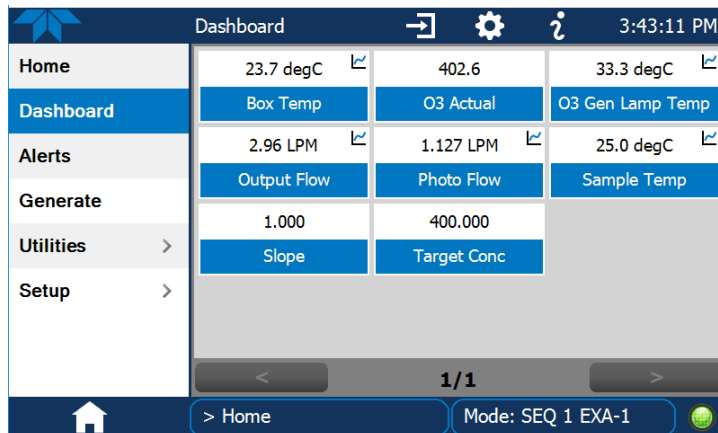 Dashboard
3:43:11 PM
Home
Dashboard
Alerts
Generate
Utilities >
Setup >
23.7 degC
Box Temp
402.6
O3 Actual
33.3 degC
O3 Gen Lamp Temp
2.96 LPM
Output Flow
1.127 LPM
Photo Flow
25.0 degC
Sample Temp
1.000
Slope
400.000
Target Conc
< 1/1 >
> Home
Mode: SEQ 1 EXA-1